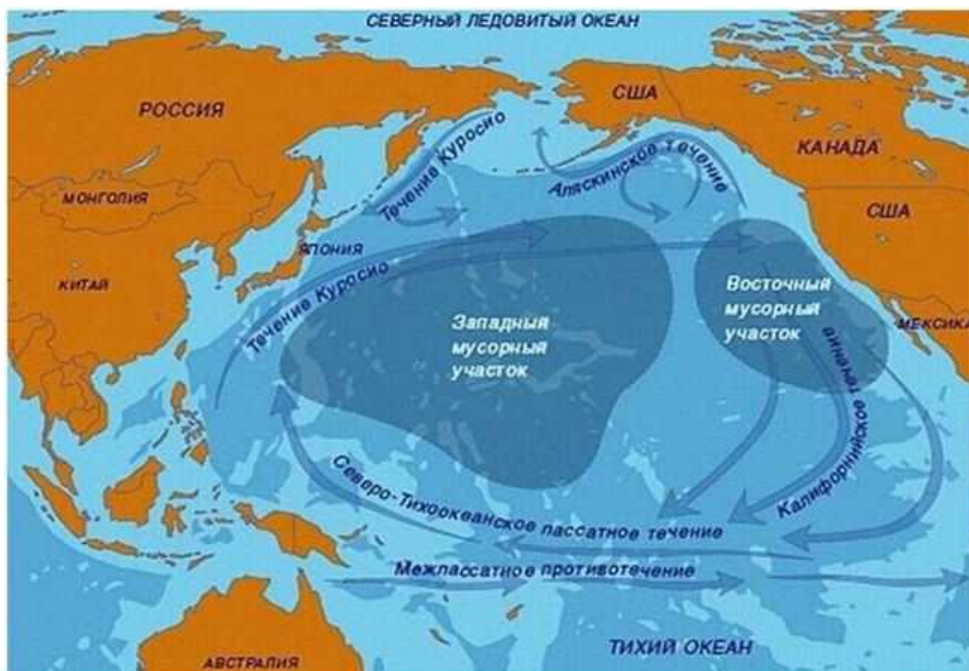 СЕВЕРНЫЙ ЛЕДОВИТЫЙ ОКЕАН
США
РОССИЯ
Течение Куросио
Аляскинское течение
КАНАДА
МОНГОЛИЯ
США
ЯПОНИЯ
КИТАЙ
Течение Куросио
Западный
мусорный
участок
Восточный
мусорный
участок
МЕКСИКА
Калифорнийское течение
Северо-Тихоокеанское пассатное течение
Межпассатное противотечение
ТИХИЙ ОКЕАН
АВСТРАЛИЯ